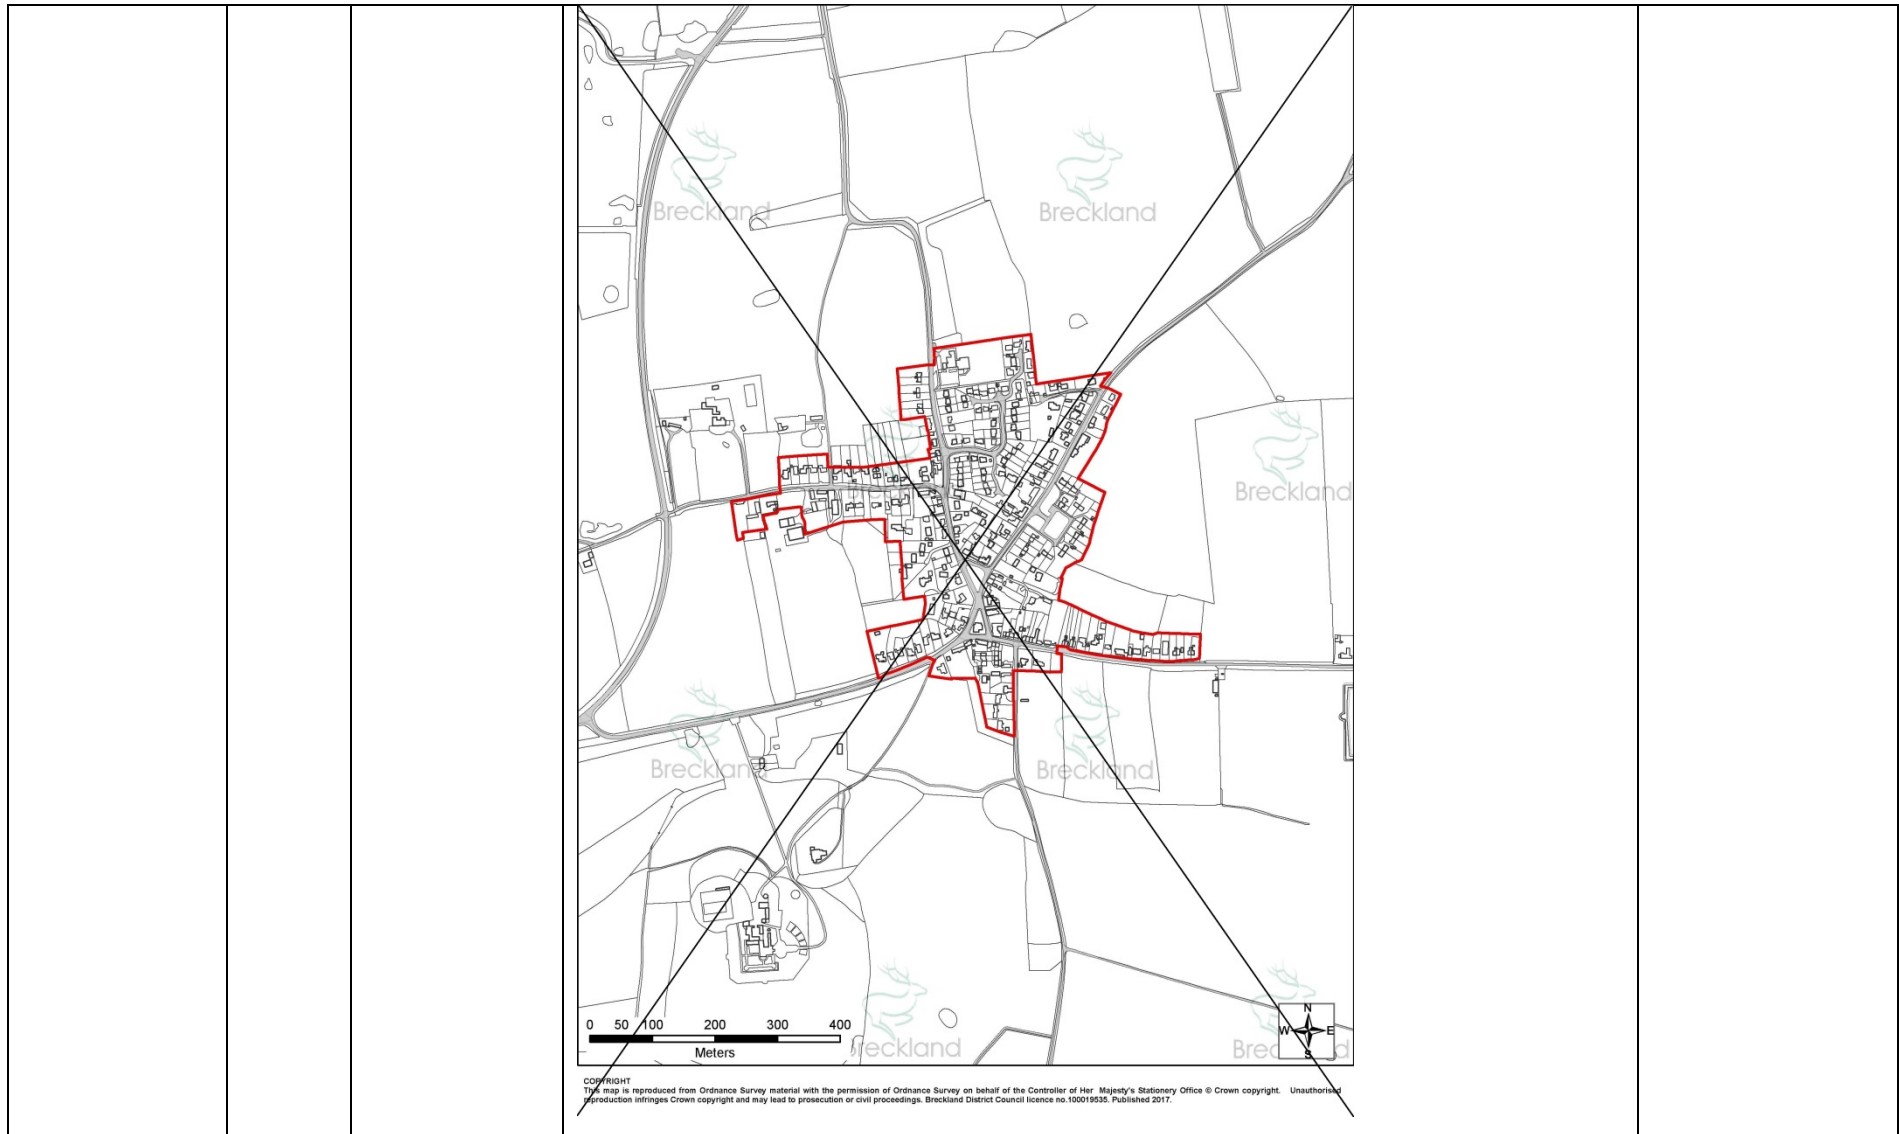 Breckland
Breckland
Breckland
Breckland
Breckland
Breckland
N
W E
S
0 50 100 200 300 400
Meters
reckland
Brec d
COPYRIGHT
This map is reproduced from Ordnance Survey material with the permission of Ordnance Survey on behalf of the Controller of Her Majesty's Stationery Office © Crown copyright. Unauthorised
reproduction infringes Crown copyright and may lead to prosecution or civil proceedings. Breckland District Council licence no.100019535. Published 2017.